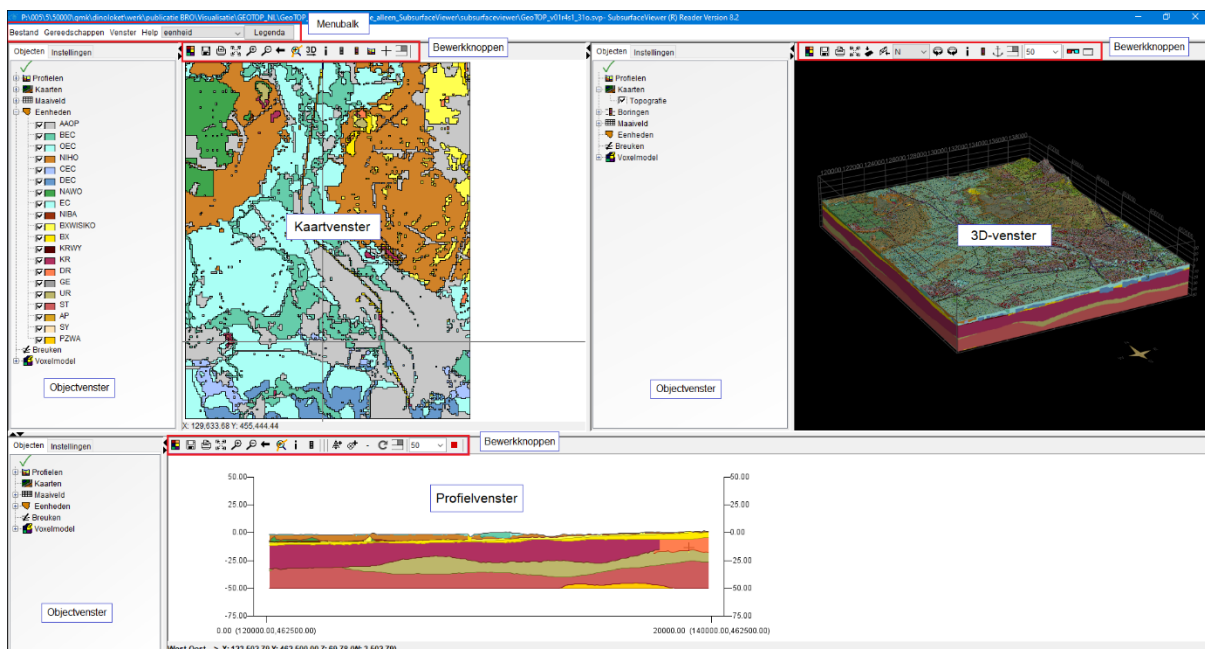 P:\005\5\50000\qmk\dinoloket\werk\publicatie BRO\Visualisatie\GEOTOP_NL\GeoTOP_ e_alleen_SubsurfaceViewer\subsurfaceviewer\GeoTOP_v01r4s1_31o.svp- SubsurfaceViewer (R) Reader Version 8.2
Menubalk
Bestand Gereedschappen Venster Help eenheid Legenda
Bewerkknoppen
Bewerkknoppen
Objecten Instellingen
3D
Objecten Instellingen
N
50
Profielen
Kaarten
Maaiveld
Eenheden
AAOP
BEC
OEC
NIHO
CEC
DEC
NAWO
EC
NIBA
BXWISIKO
BX
KRWY
KR
DR
GE
UR
ST
AP
SY
PZWA
Breuken
Voxelmodel
Objectvenster
Kaartvenster
X: 129,633.68 Y: 455,444.44
Profielen
Kaarten
Topografie
Boringen
Maaiveld
Eenheden
Breuken
Voxelmodel
Objectvenster
3D-venster
Objecten Instellingen
50
Bewerkknoppen
Profielen
Kaarten
Maaiveld
Eenheden
Breuken
Voxelmodel
Objectvenster
Profielvenster
50.00 50.00
25.00 25.00
0.00 0.00
-25.00 -25.00
-50.00 -50.00
-75.00 -75.00
0.00 (120000.00,462500.00) 20000.00 (140000.00,462500.00)